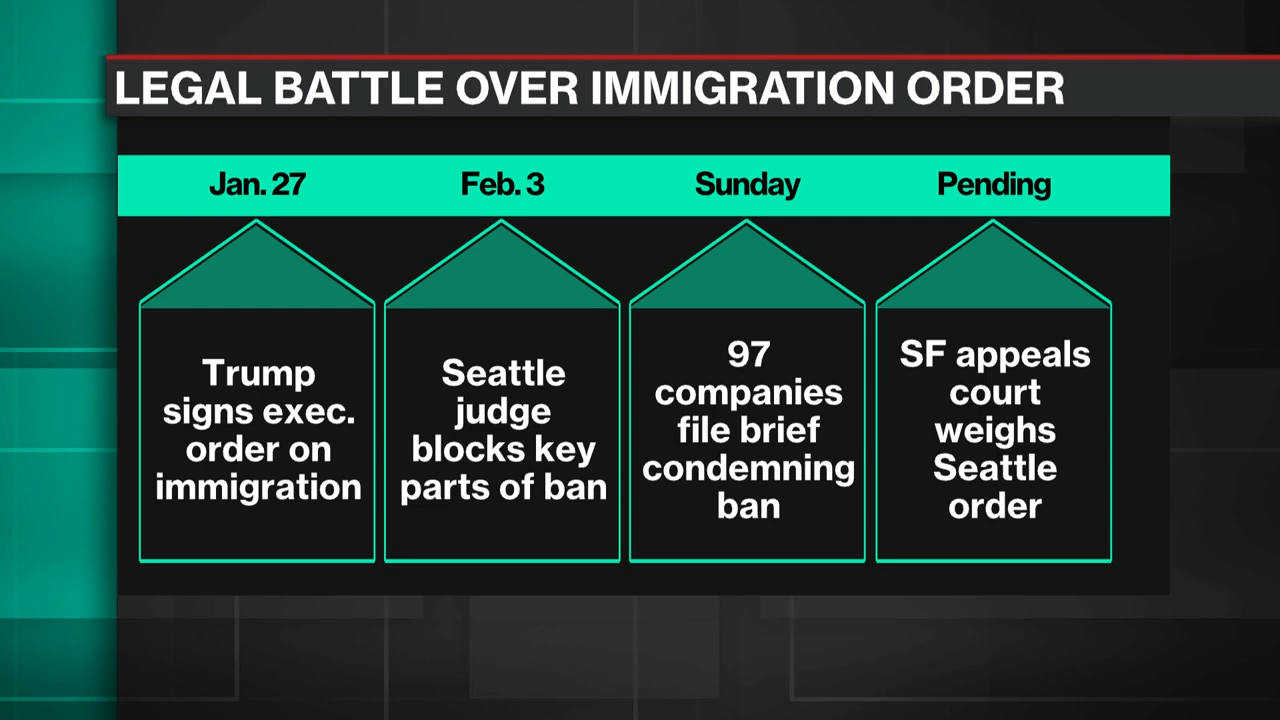 LEGAL BATTLE OVER IMMIGRATION ORDER
Jan. 27
Feb. 3
Sunday
Pending
Trump
signs exec.
order on
immigration
Seattle
judge
blocks key
parts of ban
97
companies
file brief
condemning
ban
SF appeals
court
weighs
Seattle
order